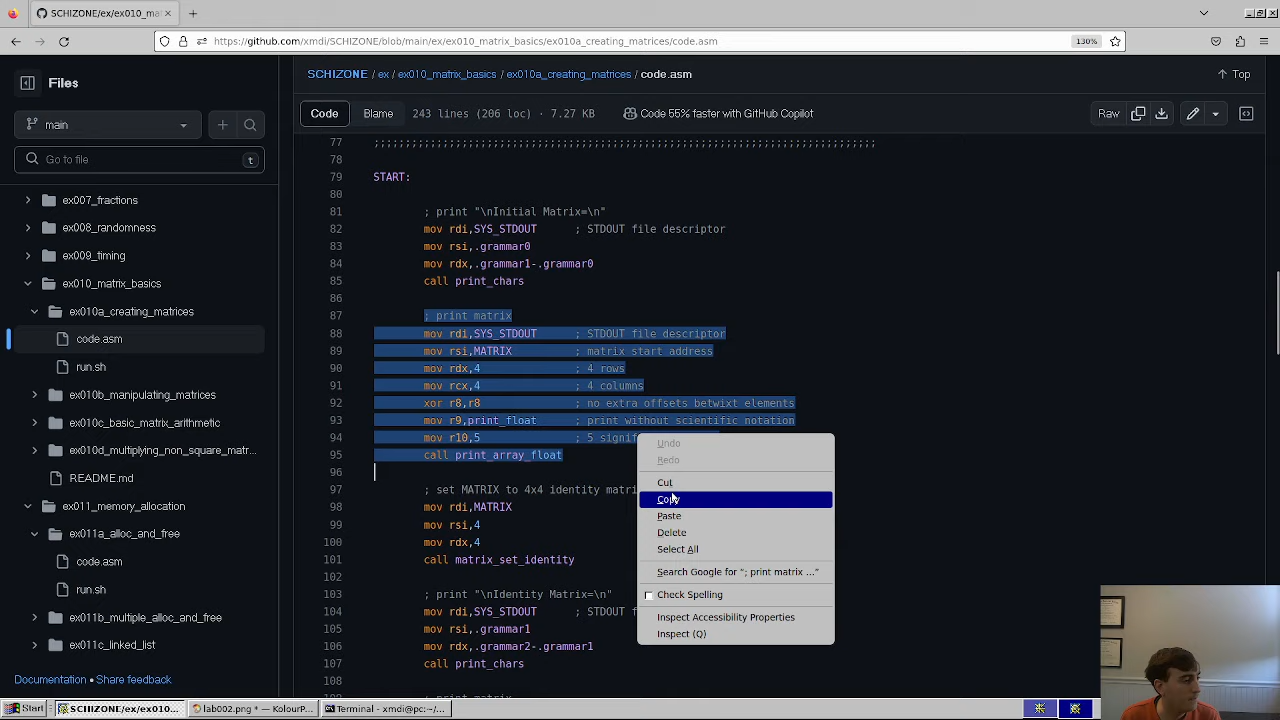 SCHIZONE/ex/ex010_ma
https://github.com/xmdi/SCHIZONE/blob/main/ex/ex010_matrix_basics/ex010a_creating_matrices/code.asm
130%
Files
main
Go to file
t
ex007_fractions
ex008_randomness
ex009_timing
ex010_matrix_basics
ex010a_creating_matrices
code.asm
run.sh
ex010b_manipulating_matrices
ex010c_basic_matrix_arithmetic
ex010d_multiplying_non_square_matr...
README.md
ex011_memory_allocation
ex011a_alloc_and_free
code.asm
run.sh
ex011b_multiple_alloc_and_free
ex011c_linked_list
Documentation • Share feedback
SCHIZONE / ex / ex010_matrix_basics / ex010a_creating_matrices / code.asm
Top
Code
Blame
243 lines (206 loc) · 7.27 KB
Code 55% faster with GitHub Copilot
Raw
77 ;;;;;;;;;;;;;;;;;;;;;;;;;;;;;;;;;;;;;;;;;;;;;;;;;;;;;;;;;;;;;;;;;;;;;;;;;;;;;;;;
78
79 START:
80
81 ; print "\nInitial Matrix=\n"
82 mov rdi,SYS_STDOUT ; STDOUT file descriptor
83 mov rsi,.grammar0
84 mov rdx,.grammar1-.grammar0
85 call print_chars
86
87 ; print matrix
88 mov rdi,SYS_STDOUT ; STDOUT file descriptor
89 mov rsi,MATRIX ; matrix start address
90 mov rdx,4 ; 4 rows
91 mov rcx,4 ; 4 columns
92 xor r8,r8 ; no extra offsets betwixt elements
93 mov r9,print_float ; print without scientific notation
94 mov r10,5 ; 5 signif
95 call print_array_float
96
97 ; set MATRIX to 4x4 identity matri
98 mov rdi,MATRIX
99 mov rsi,4
100 mov rdx,4
101 call matrix_set_identity
102
103 ; print "\nIdentity Matrix=\n"
104 mov rdi,SYS_STDOUT ; STDOUT f
105 mov rsi,.grammar1
106 mov rdx,.grammar2-.grammar1
107 call print_chars
108
; print matrix
Undo
Redo
Cut
Copy
Paste
Delete
Select All
Search Google for “; print matrix ...”
Check Spelling
Inspect Accessibility Properties
Inspect (Q)
Start
SCHIZONE/ex/ex010...
lab002.png * — KolourP...
Terminal - xmdi@pc:~/...